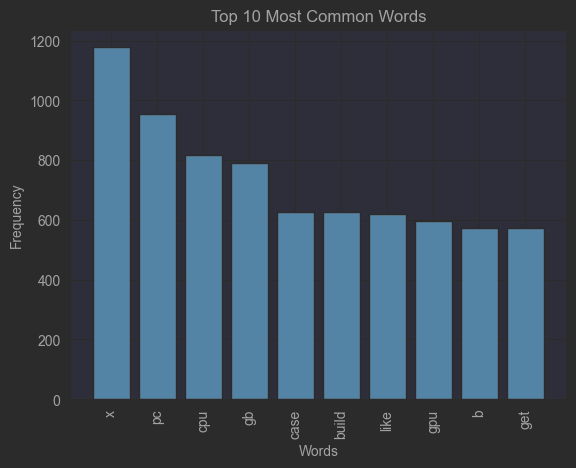 Top 10 Most Common Words
Frequency
1200
1000
800
600
400
200
0
x
pc
cpu
gb
case
build
like
gpu
b
get
Words